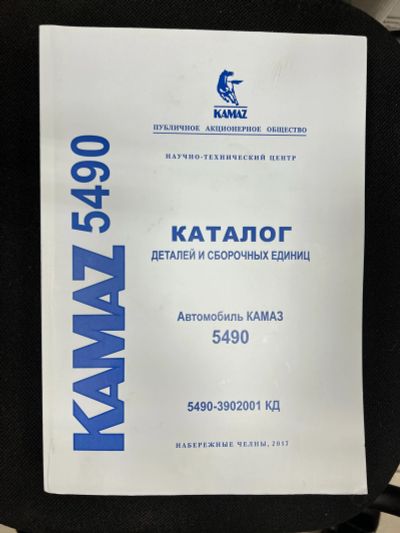 KAMAZ
ПУБЛИЧНОЕ АКЦИОНЕРНОЕ ОБЩЕСТВО
НАУЧНО-ТЕХНИЧЕСКИЙ ЦЕНТР
КАТАЛОГ
ДЕТАЛЕЙ И СБОРОЧНЫХ ЕДИНИЦ
Автомобиль КАМАЗ
5490
5490-3902001 КД
НАБЕРЕЖНЫЕ ЧЕЛНЫ, 2017
KAMAZ 5490